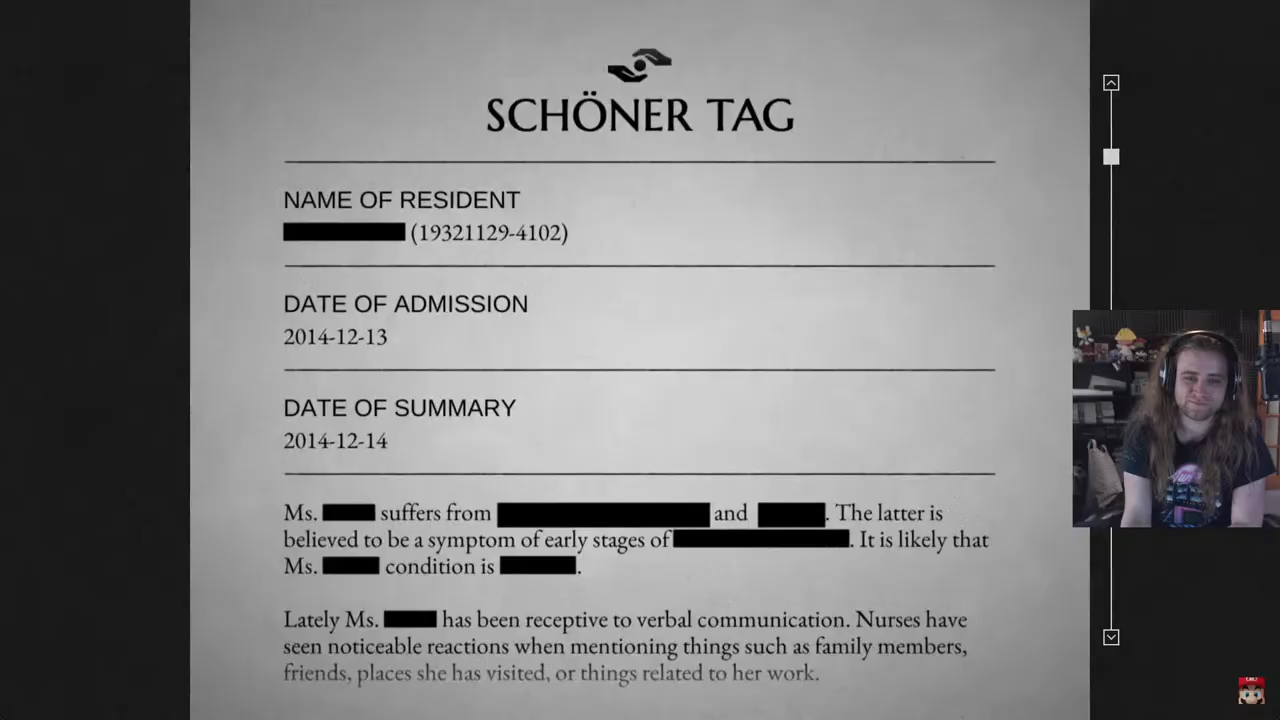 SCHÖNER TAG
NAME OF RESIDENT
(19321129-4102)
DATE OF ADMISSION
2014-12-13
DATE OF SUMMARY
2014-12-14
Ms. suffers from and . The latter is
believed to be a symptom of early stages of . It is likely that
Ms. condition is .
Lately Ms. has been receptive to verbal communication. Nurses have
seen noticeable reactions when mentioning things such as family members,
friends, places she has visited, or things related to her work.